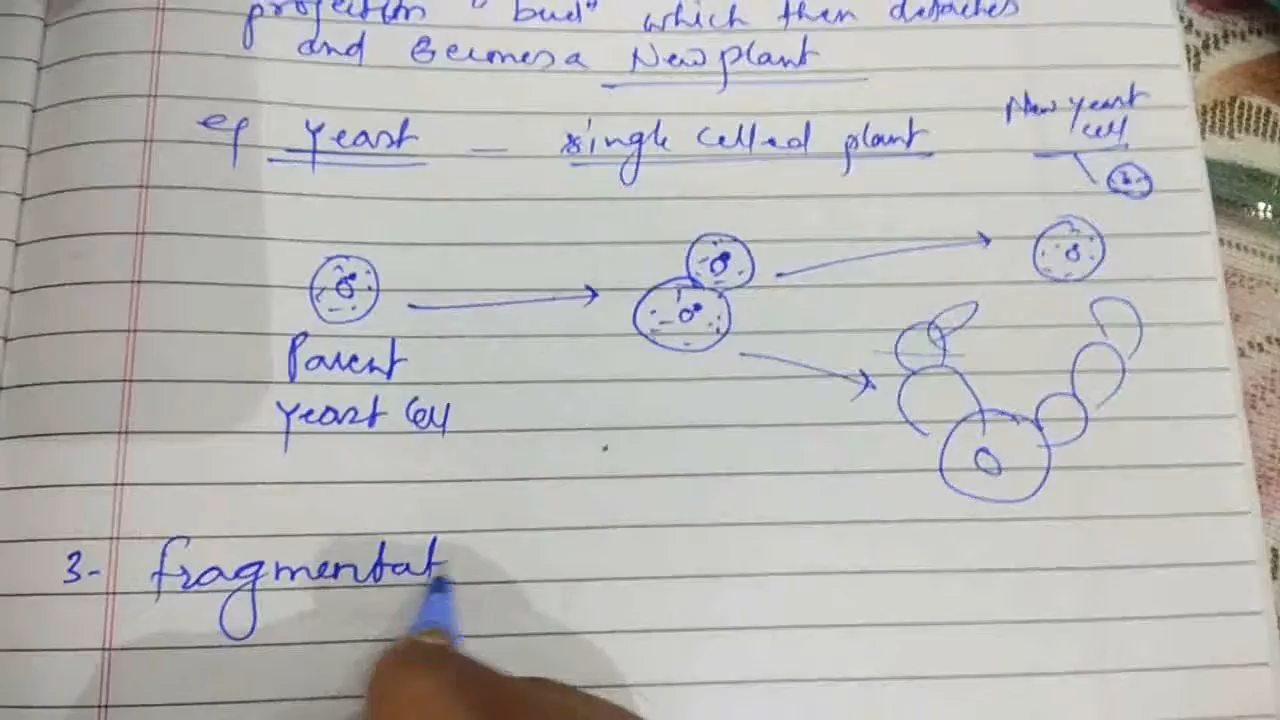 projection "bud" which then detaches
and Becomes a New plant
eg Yeast - single celled plant
New yeast
cell
Parent
yeast Cell
3- fragmentat